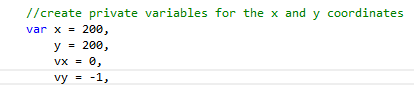 //create private variables for the x and y coordinates
var x = 200,
    y = 200,
    vx = 0,
    vy = -1,